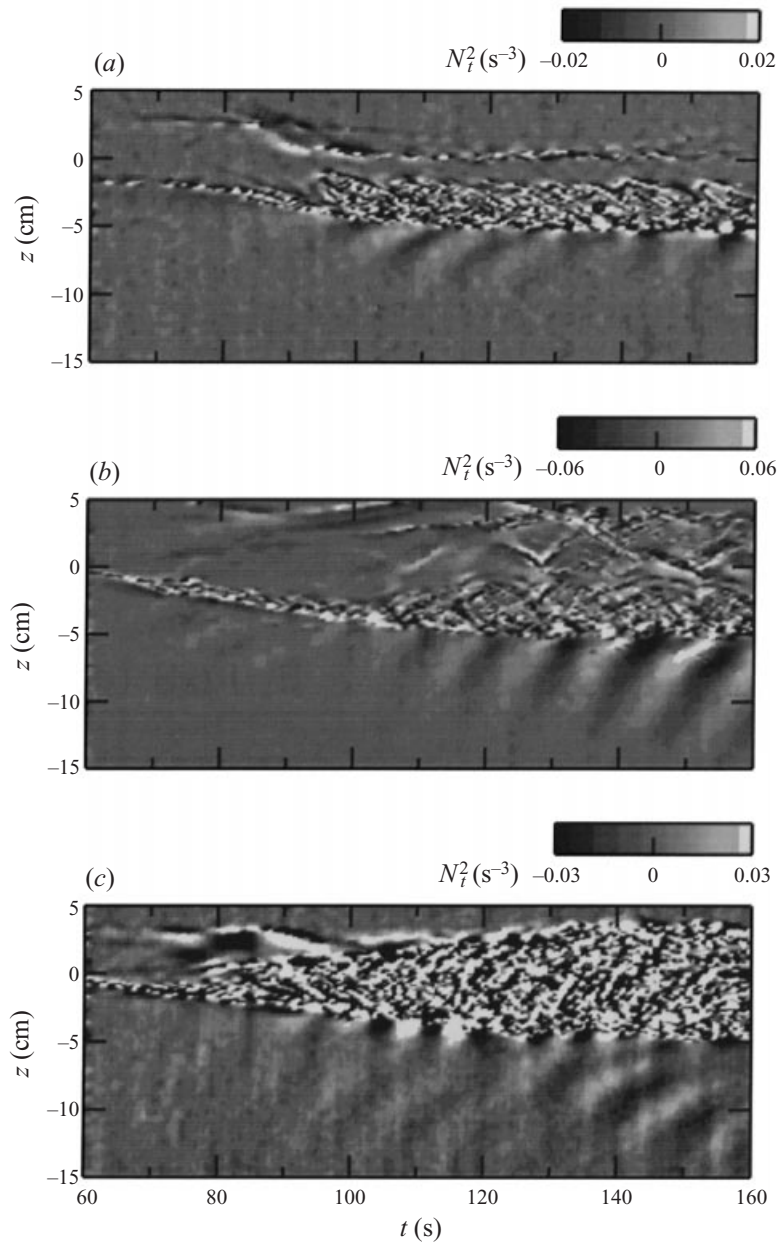 N_t^2 (s^–3) –0.02 0 0.02
(a)
5
0
–5
–10
–15
z (cm)
N_t^2 (s^–3) –0.06 0 0.06
(b)
5
0
–5
–10
–15
z (cm)
N_t^2 (s^–3) –0.03 0 0.03
(c)
5
0
–5
–10
–15
z (cm)
60 80 100 120 140 160
t (s)